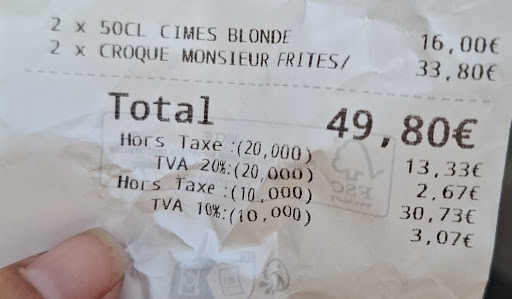 2 x 50CL CIMES BLONDE 16,00€
2 x CROQUE MONSIEUR FRITES/ 33,80€
Total 49,80€
Hors Taxe :(20,000) 13,33€
TVA 20%:(20,000) 2,67€
Hors Taxe :(10,000) 30,73€
TVA 10%:(10,000) 3,07€